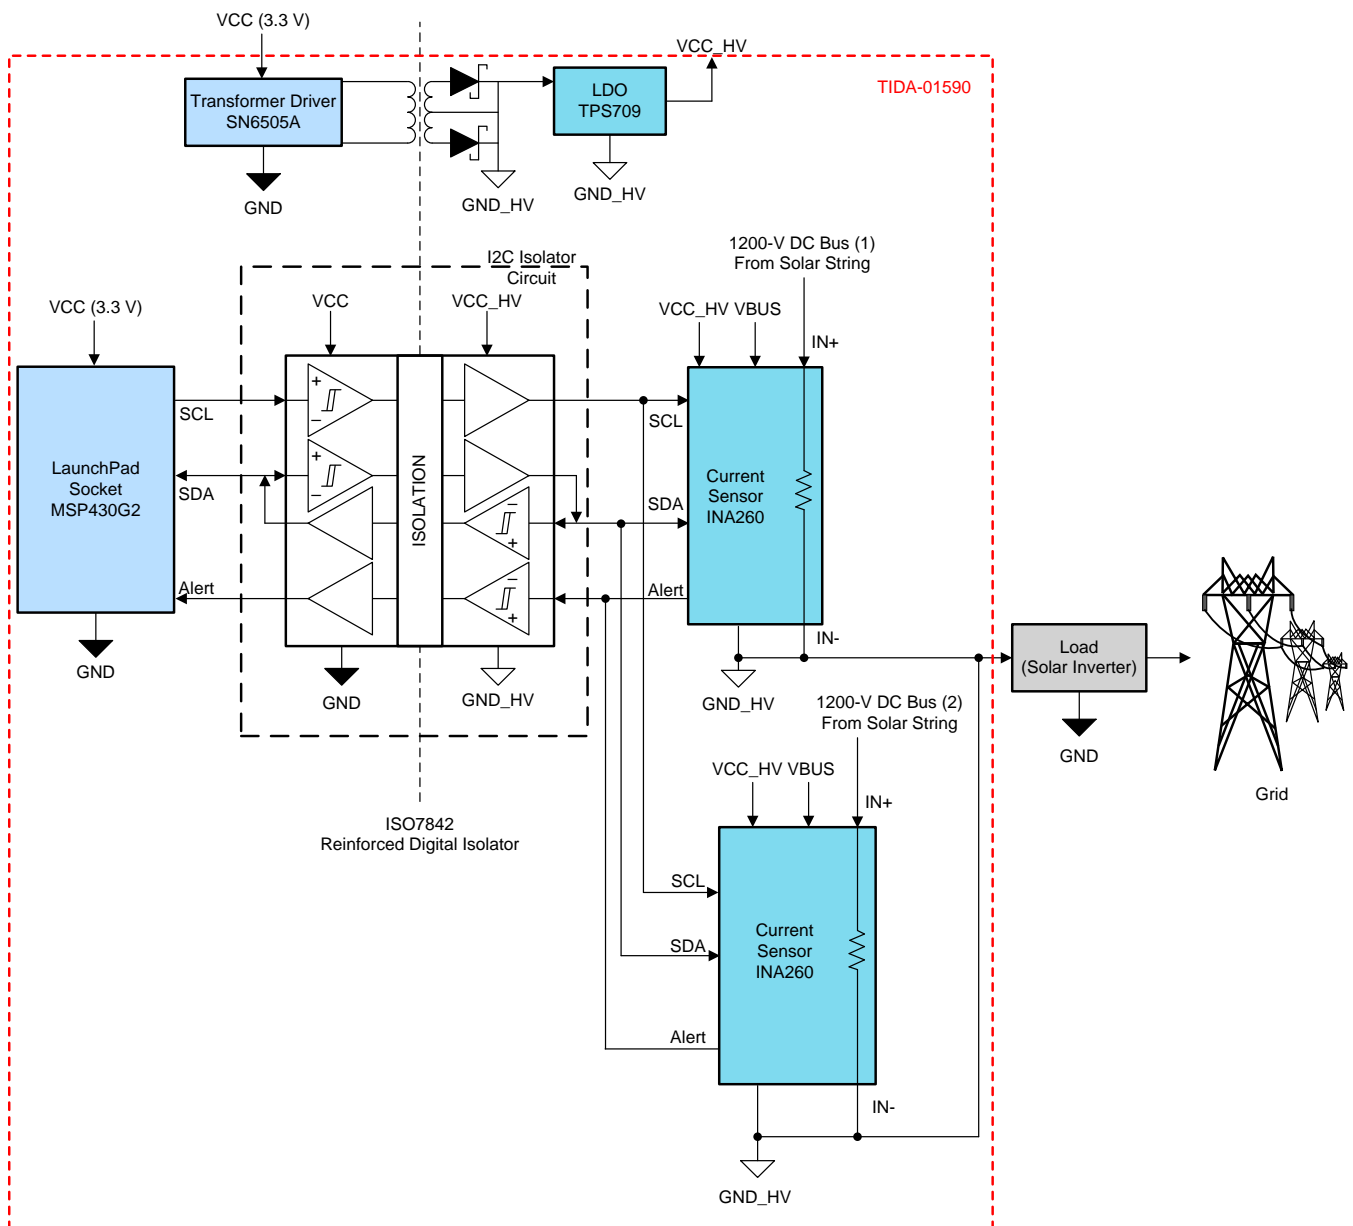 VCC (3.3 V)
VCC_HV
TIDA-01590
Transformer Driver
SN6505A
LDO
TPS709
GND
GND_HV
GND_HV
1200-V DC Bus (1)
From Solar String
I2C Isolator
Circuit
VCC (3.3 V)
VCC
VCC_HV
VCC_HV VBUS
IN+
SCL
SCL
LaunchPad
Socket
MSP430G2
SDA
ISOLATION
SDA
Current
Sensor
INA260
Alert
Alert
IN-
GND
GND
GND_HV
GND_HV
Load
(Solar Inverter)
GND
Grid
1200-V DC Bus (2)
From Solar String
VCC_HV VBUS
IN+
ISO7842
Reinforced Digital Isolator
SCL
SDA
Current
Sensor
INA260
Alert
IN-
GND_HV